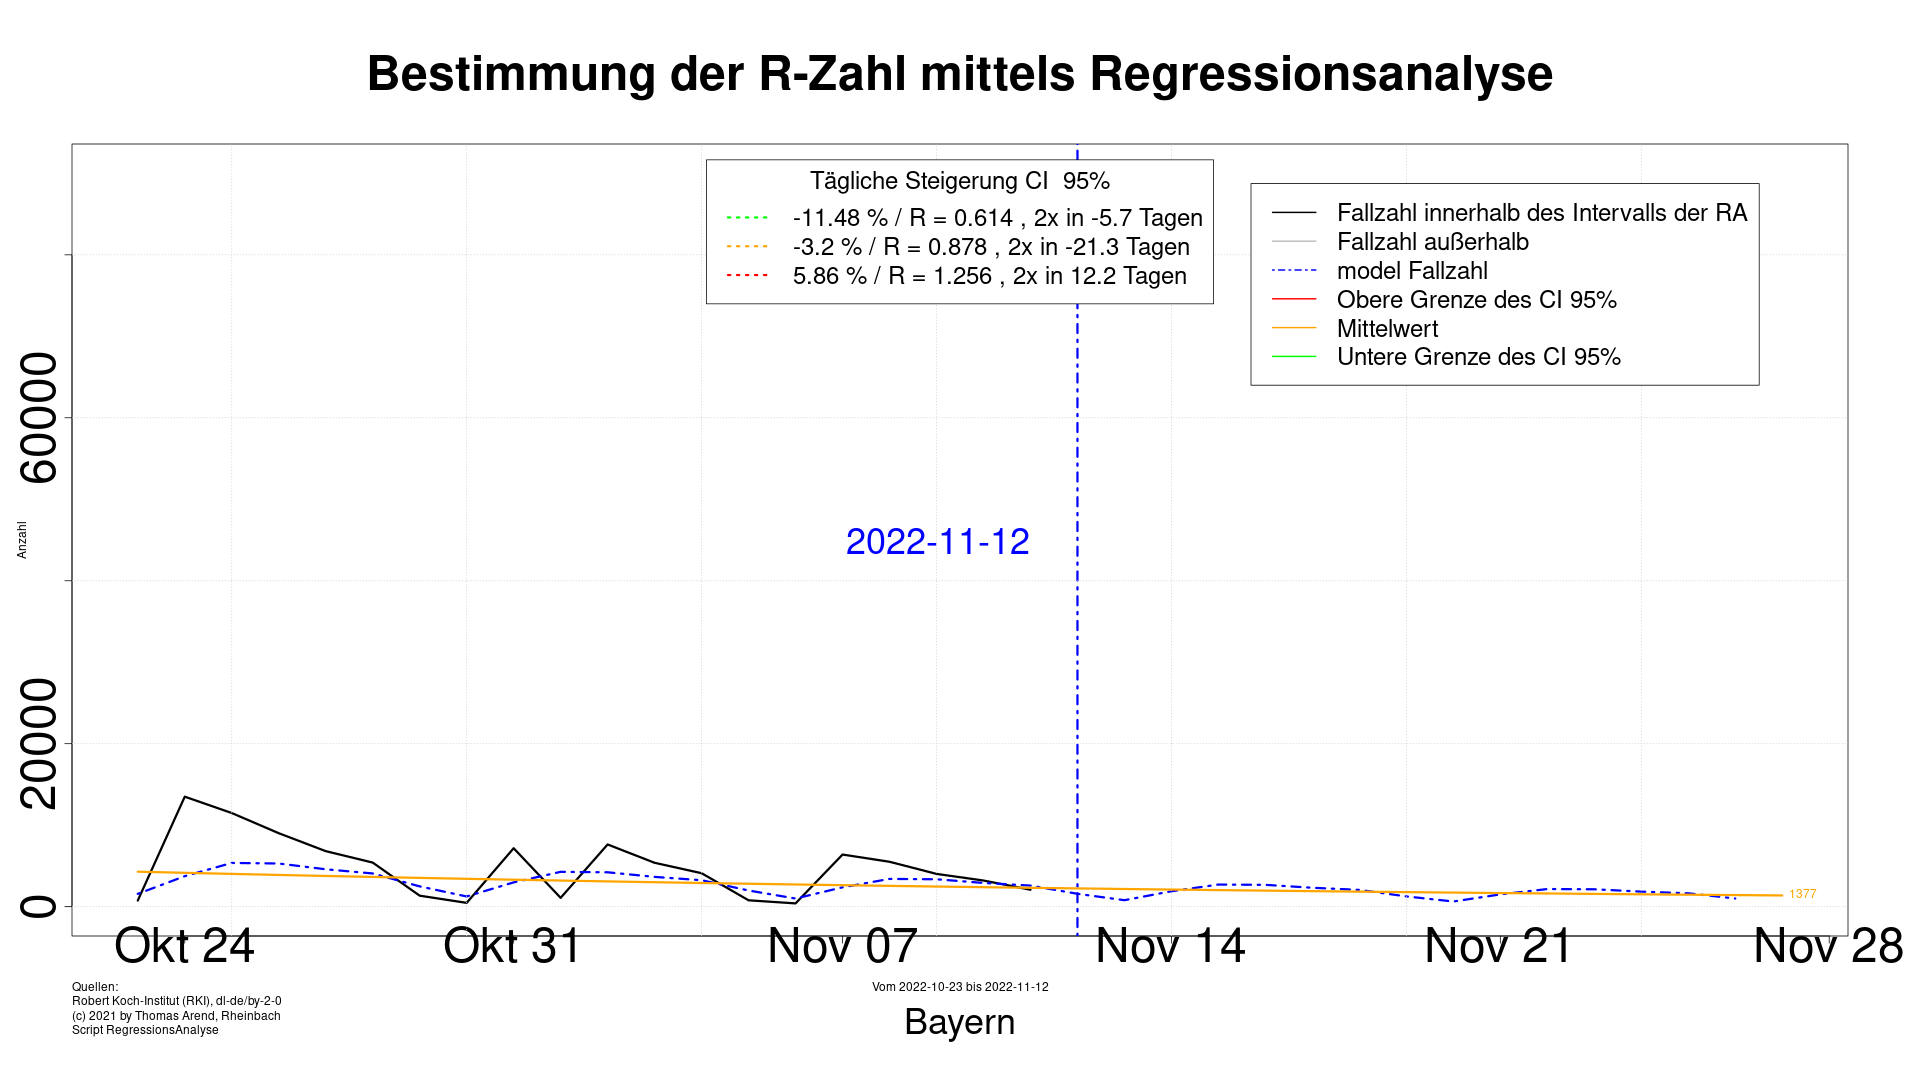 Bestimmung der R-Zahl mittels Regressionsanalyse
Tägliche Steigerung CI  95%
-11.48 % / R = 0.614 , 2x in -5.7 Tagen
-3.2 % / R = 0.878 , 2x in -21.3 Tagen
5.86 % / R = 1.256 , 2x in 12.2 Tagen
Fallzahl innerhalb des Intervalls der RA
Fallzahl außerhalb
model Fallzahl
Obere Grenze des CI 95%
Mittelwert
Untere Grenze des CI 95%
60000
20000
0
Anzahl
2022-11-12
1377
Okt 24
Okt 31
Nov 07
Nov 14
Nov 21
Nov 28
Quellen:
Robert Koch-Institut (RKI), dl-de/by-2-0
(c) 2021 by Thomas Arend, Rheinbach
Script RegressionsAnalyse
Vom 2022-10-23 bis 2022-11-12
Bayern